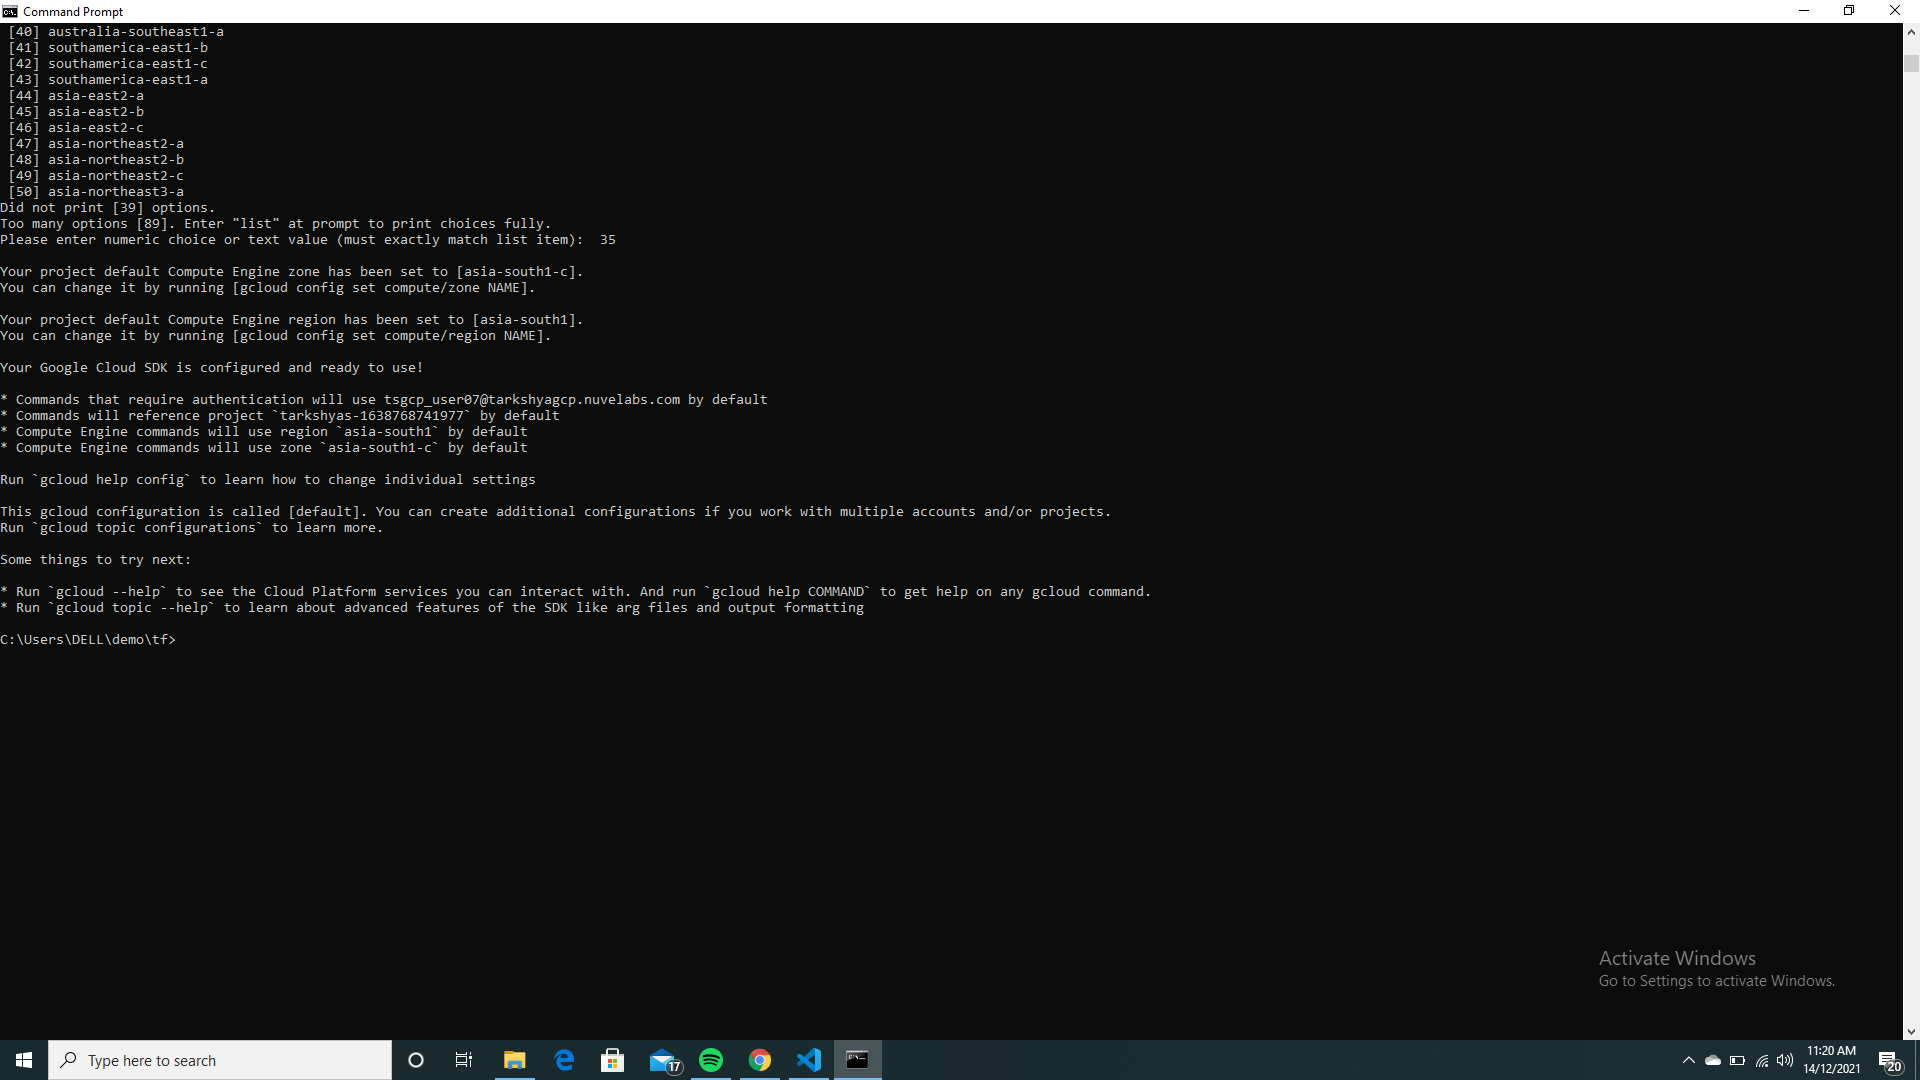 Command Prompt
[40] australia-southeast1-a
[41] southamerica-east1-b
[42] southamerica-east1-c
[43] southamerica-east1-a
[44] asia-east2-a
[45] asia-east2-b
[46] asia-east2-c
[47] asia-northeast2-a
[48] asia-northeast2-b
[49] asia-northeast2-c
[50] asia-northeast3-a
Did not print [39] options.
Too many options [89]. Enter "list" at prompt to print choices fully.
Please enter numeric choice or text value (must exactly match list item):  35
Your project default Compute Engine zone has been set to [asia-south1-c].
You can change it by running [gcloud config set compute/zone NAME].
Your project default Compute Engine region has been set to [asia-south1].
You can change it by running [gcloud config set compute/region NAME].
Your Google Cloud SDK is configured and ready to use!
* Commands that require authentication will use tsgcp_user07@tarkshyagcp.nuvelabs.com by default
* Commands will reference project `tarkshyas-1638768741977` by default
* Compute Engine commands will use region `asia-south1` by default
* Compute Engine commands will use zone `asia-south1-c` by default
Run `gcloud help config` to learn how to change individual settings
This gcloud configuration is called [default]. You can create additional configurations if you work with multiple accounts and/or projects.
Run `gcloud topic configurations` to learn more.
Some things to try next:
* Run `gcloud --help` to see the Cloud Platform services you can interact with. And run `gcloud help COMMAND` to get help on any gcloud command.
* Run `gcloud topic --help` to learn about advanced features of the SDK like arg files and output formatting
C:\Users\DELL\demo\tf>
Activate Windows
Go to Settings to activate Windows.
Type here to search
17
11:20 AM
14/12/2021
20